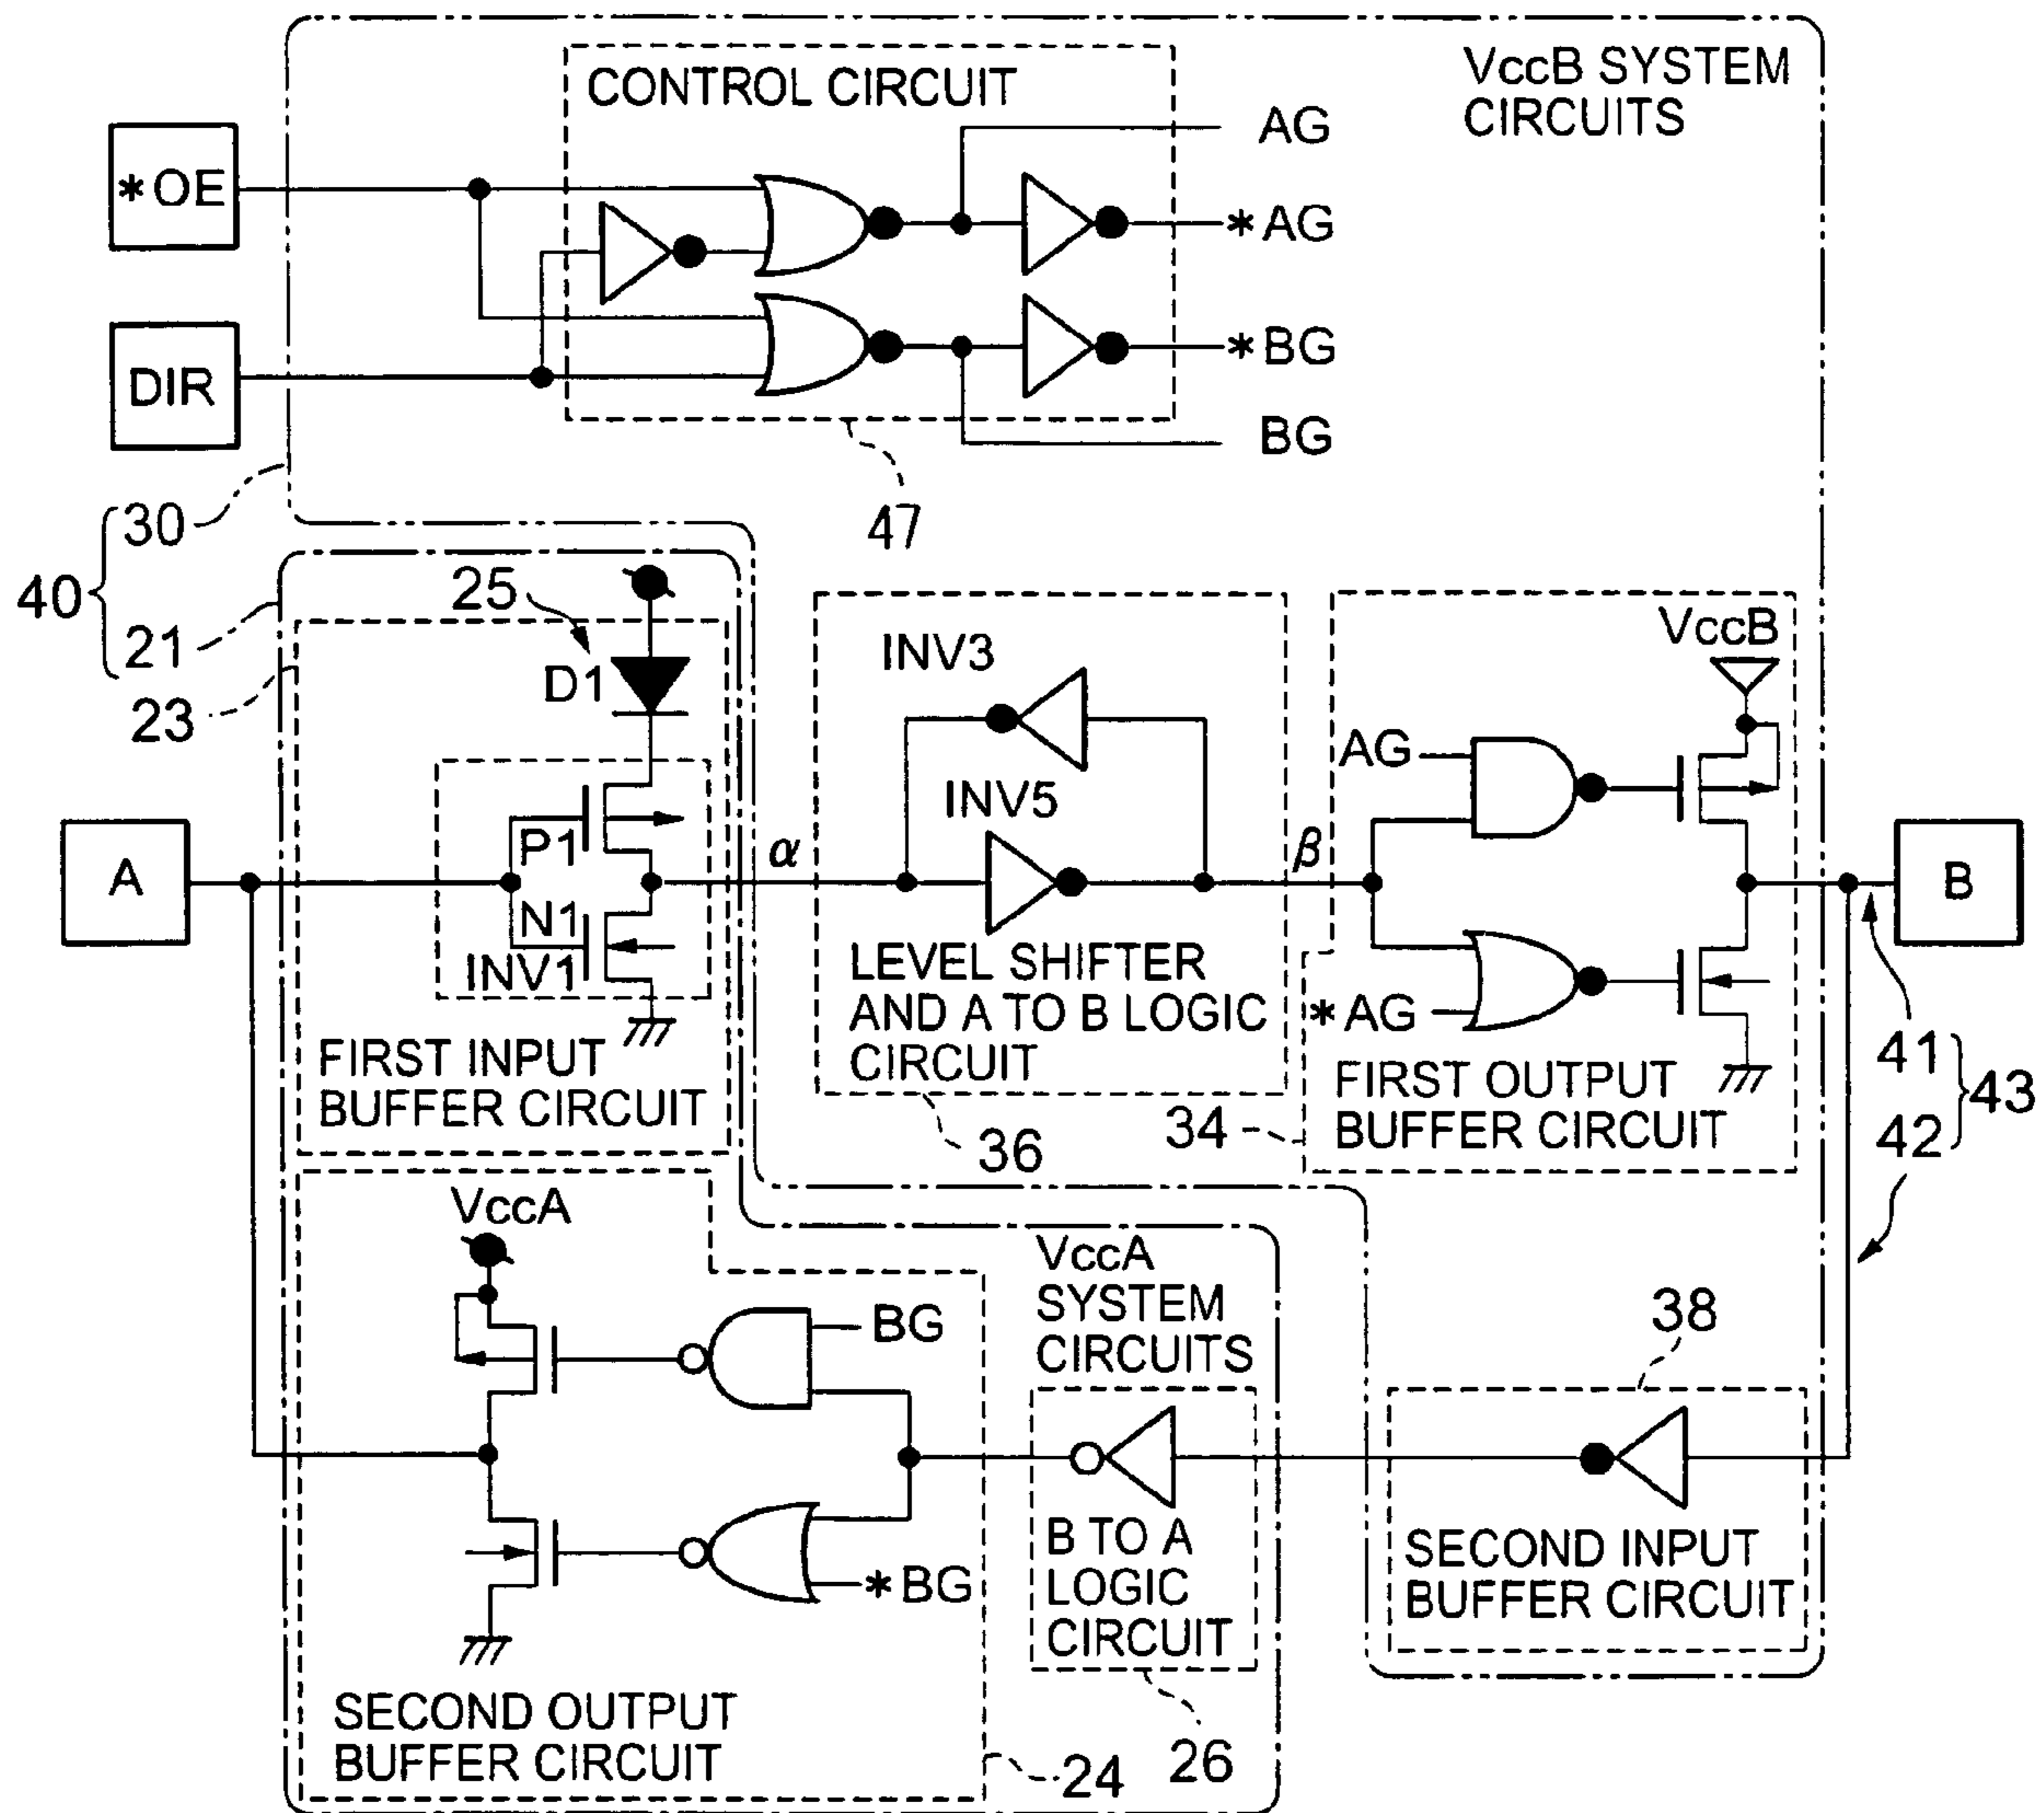 VccB SYSTEM
CIRCUITS
CONTROL CIRCUIT
AG
*OE
*AG
*BG
DIR
BG
47
40
30
21
23
25
D1
P1
N1
INV1
A
FIRST INPUT
BUFFER CIRCUIT
α
INV3
INV5
LEVEL SHIFTER
AND A TO B LOGIC
CIRCUIT
36
β
VccB
AG
*AG
FIRST OUTPUT
BUFFER CIRCUIT
34
B
41
42
43
VccA
BG
*BG
SECOND OUTPUT
BUFFER CIRCUIT
24
VccA
SYSTEM
CIRCUITS
B TO A
LOGIC
CIRCUIT
26
38
SECOND INPUT
BUFFER CIRCUIT